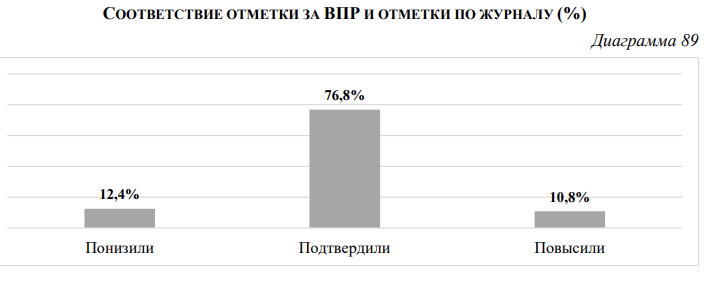 Соответствие отметки за ВПР и отметки по журналу (%)
Диаграмма 89
76,8%
12,4%
10,8%
Понизили Подтвердили Повысили